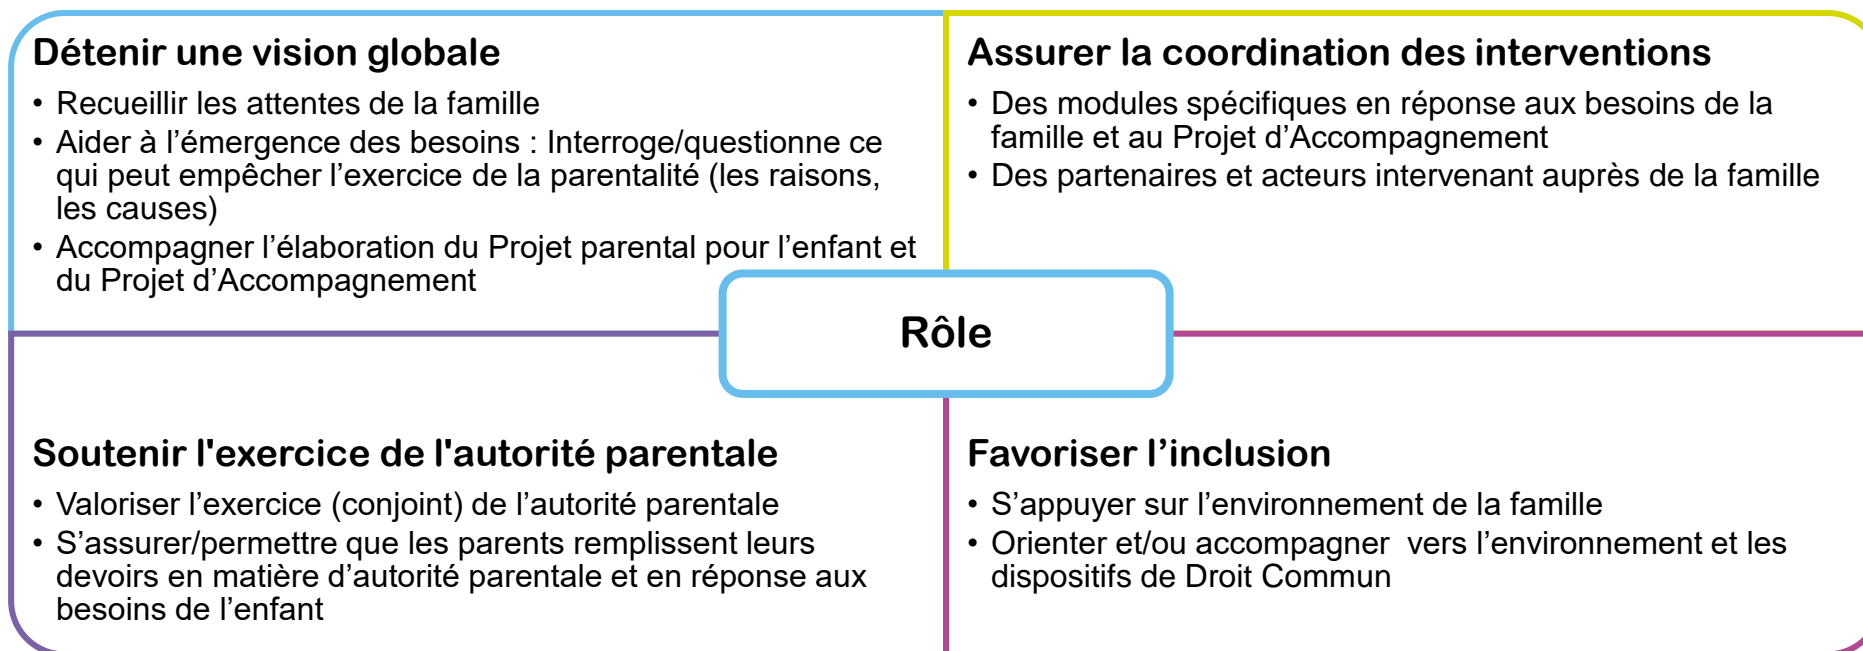 Détenir une vision globale
• Recueillir les attentes de la famille
• Aider à l’émergence des besoins : Interroge/questionne ce
qui peut empêcher l’exercice de la parentalité (les raisons,
les causes)
• Accompagner l’élaboration du Projet parental pour l’enfant et
du Projet d’Accompagnement
Assurer la coordination des interventions
• Des modules spécifiques en réponse aux besoins de la
famille et au Projet d’Accompagnement
• Des partenaires et acteurs intervenant auprès de la famille
Rôle
Soutenir l'exercice de l'autorité parentale
• Valoriser l’exercice (conjoint) de l’autorité parentale
• S’assurer/permettre que les parents remplissent leurs
devoirs en matière d’autorité parentale et en réponse aux
besoins de l’enfant
Favoriser l’inclusion
• S’appuyer sur l’environnement de la famille
• Orienter et/ou accompagner  vers l’environnement et les
dispositifs de Droit Commun